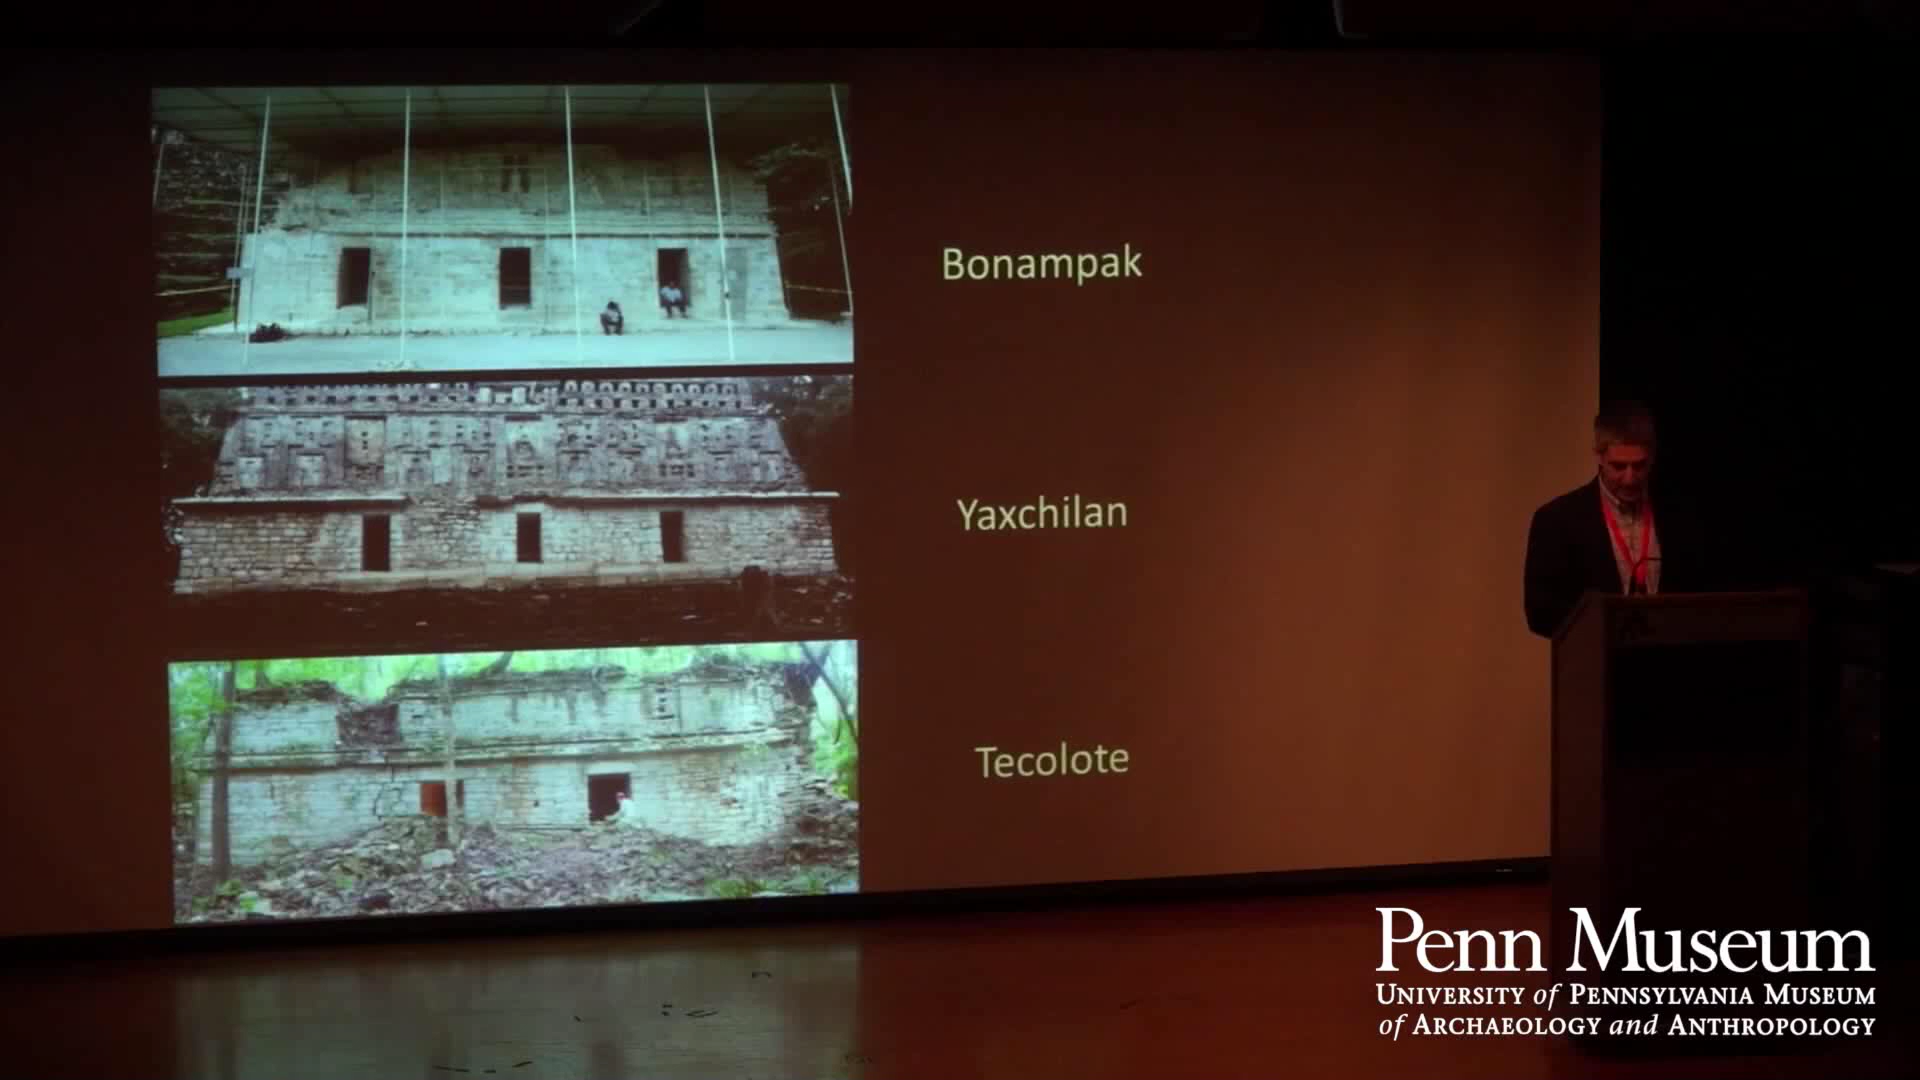 Bonampak
Yaxchilan
Tecolote
Penn Museum
UNIVERSITY of PENNSYLVANIA MUSEUM
of ARCHAEOLOGY and ANTHROPOLOGY